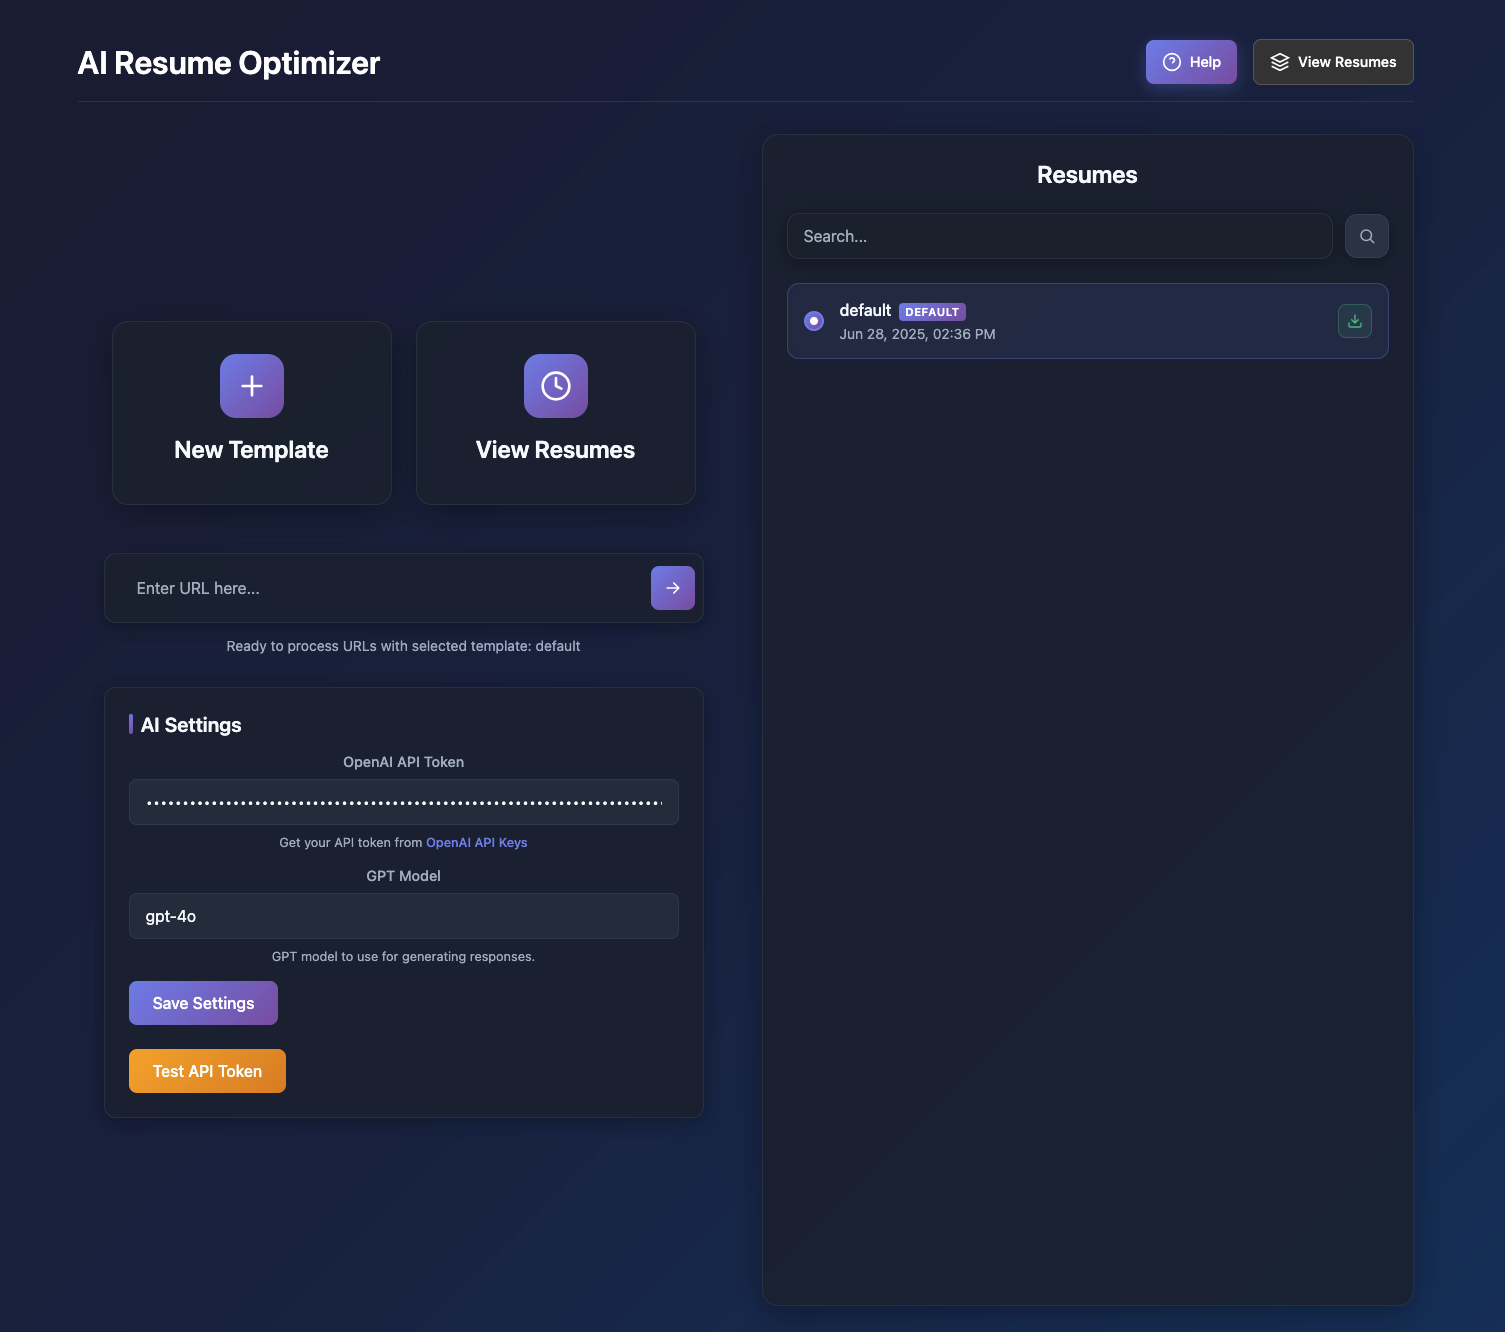 AI Resume Optimizer
Help
View Resumes
New Template
View Resumes
Enter URL here...
Ready to process URLs with selected template: default
AI Settings
OpenAI API Token
Get your API token from OpenAI API Keys
GPT Model
gpt-4o
GPT model to use for generating responses.
Save Settings
Test API Token
Resumes
Search...
default DEFAULT
Jun 28, 2025, 02:36 PM